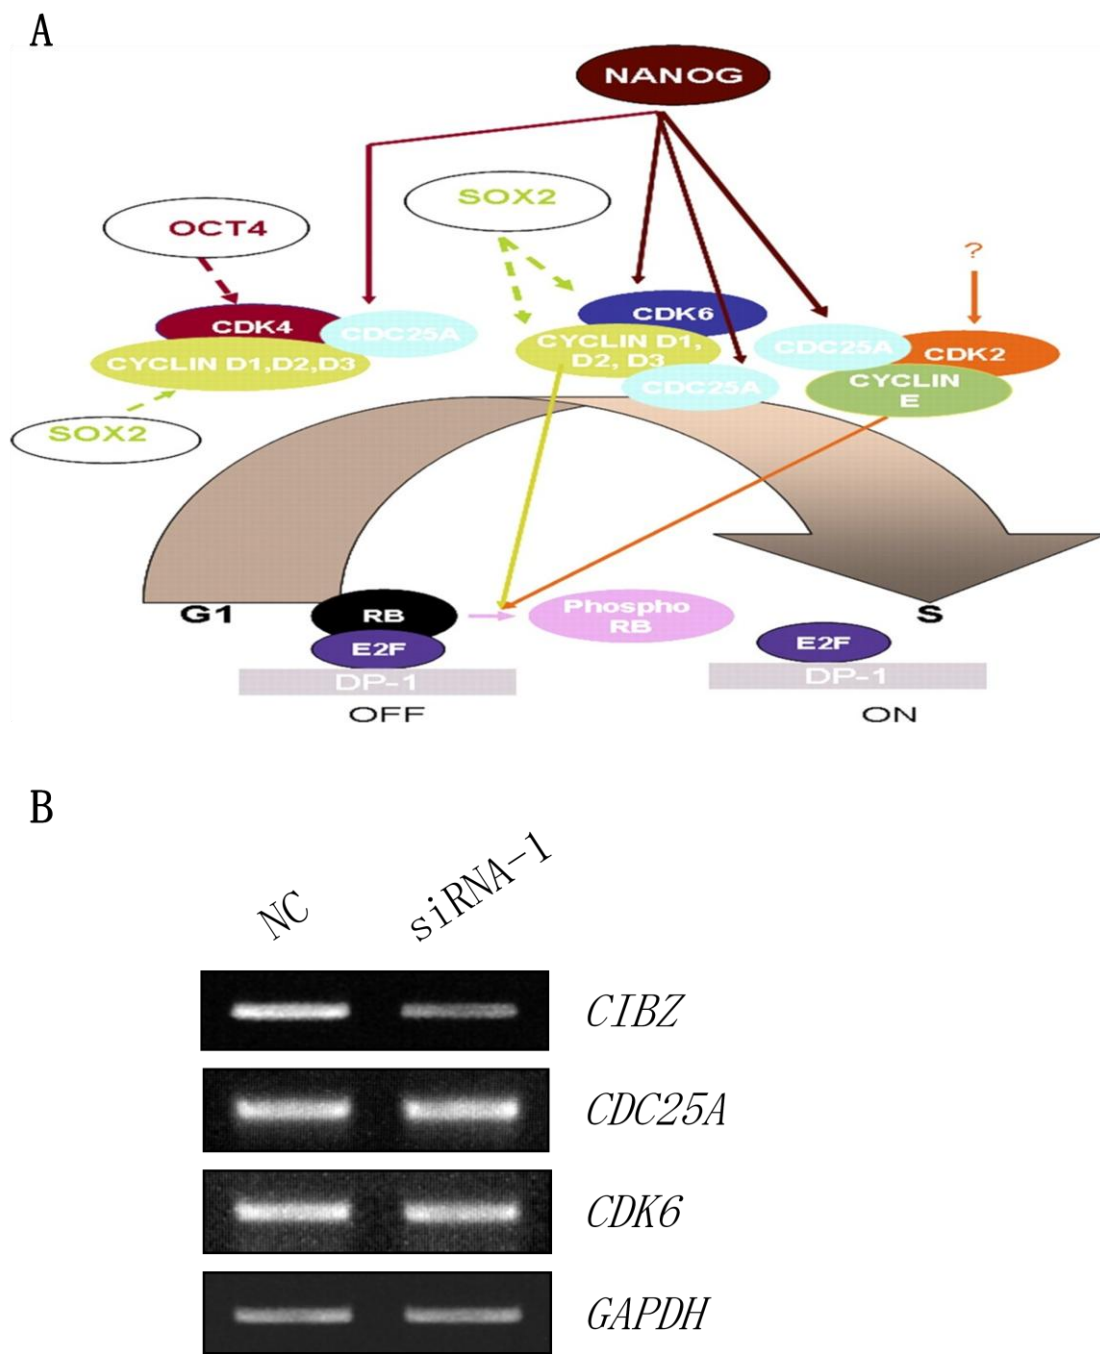 A
NANOG
SOX2
OCT4
?
CDK4
CDC25A
CDK6
CYCLIN D1,D2,D3
CYCLIN D1,
D2, D3
CDC25A
CDC25A
CDK2
CYCLIN
E
SOX2
G1
RB
Phospho
RB
S
E2F
E2F
DP-1
DP-1
OFF
ON
B
NC
siRNA-1
CIBZ
CDC25A
CDK6
GAPDH